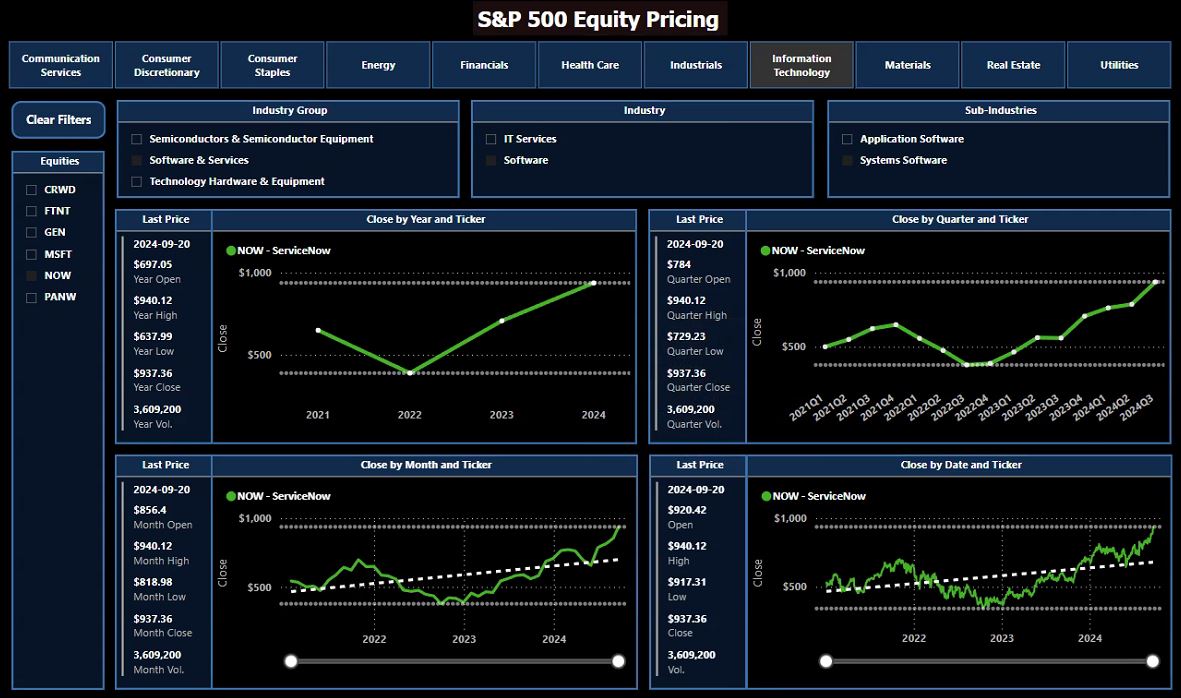 S&P 500 Equity Pricing
Communication
Services
Consumer
Discretionary
Consumer
Staples
Energy
Financials
Health Care
Industrials
Information
Technology
Materials
Real Estate
Utilities
Clear Filters
Industry Group
Semiconductors & Semiconductor Equipment
Software & Services
Technology Hardware & Equipment
Industry
IT Services
Software
Sub-Industries
Application Software
Systems Software
Equities
CRWD
FTNT
GEN
MSFT
NOW
PANW
Last Price
2024-09-20
$697.05
Year Open
$940.12
Year High
$637.99
Year Low
$937.36
Year Close
3,609,200
Year Vol.
Close by Year and Ticker
NOW - ServiceNow
$1,000
$500
Close
2021
2022
2023
2024
Last Price
2024-09-20
$784
Quarter Open
$940.12
Quarter High
$729.23
Quarter Low
$937.36
Quarter Close
3,609,200
Quarter Vol.
Close by Quarter and Ticker
NOW - ServiceNow
$1,000
$500
Close
2021Q1
2021Q2
2021Q3
2021Q4
2022Q1
2022Q2
2022Q3
2022Q4
2023Q1
2023Q2
2023Q3
2023Q4
2024Q1
2024Q2
2024Q3
Last Price
2024-09-20
$856.4
Month Open
$940.12
Month High
$818.98
Month Low
$937.36
Month Close
3,609,200
Month Vol.
Close by Month and Ticker
NOW - ServiceNow
$1,000
$500
Close
2022
2023
2024
Last Price
2024-09-20
$920.42
Open
$940.12
High
$917.31
Low
$937.36
Close
3,609,200
Vol.
Close by Date and Ticker
NOW - ServiceNow
$1,000
$500
Close
2022
2023
2024